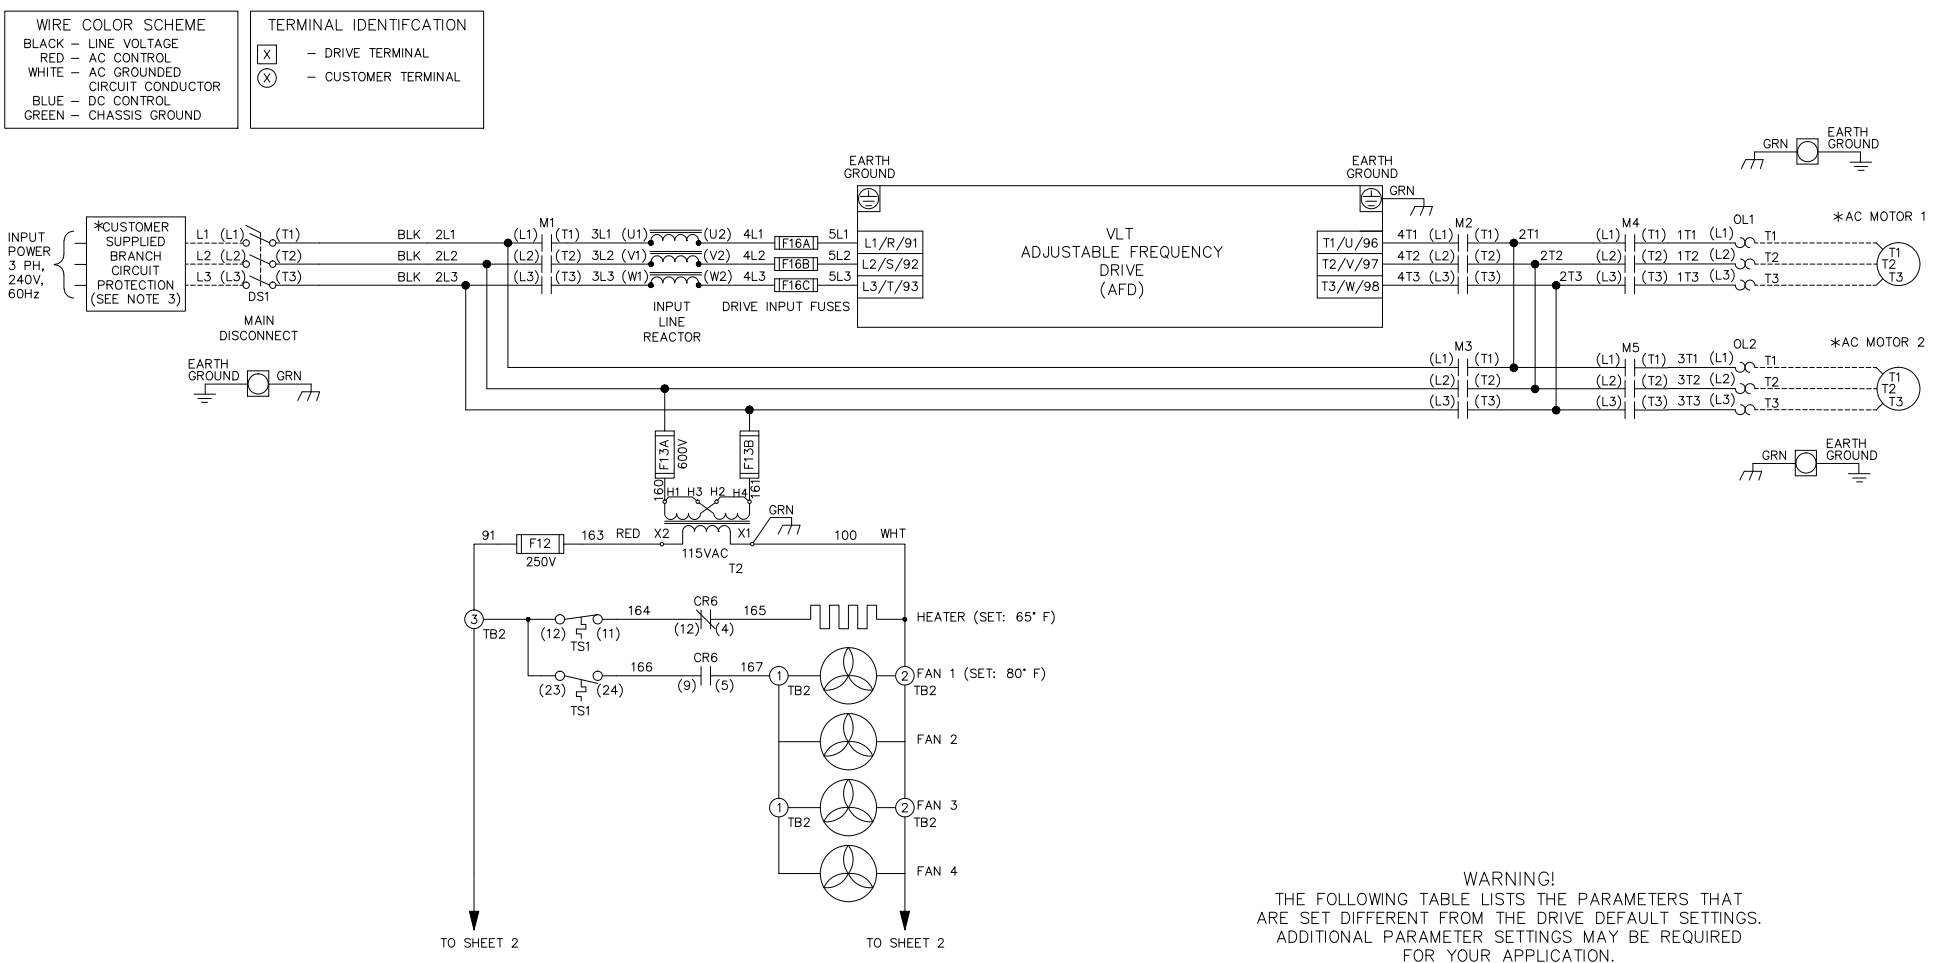 WIRE COLOR SCHEME
BLACK – LINE VOLTAGE
RED – AC CONTROL
WHITE – AC GROUNDED
CIRCUIT CONDUCTOR
BLUE – DC CONTROL
GREEN – CHASSIS GROUND
TERMINAL IDENTIFCATION
X – DRIVE TERMINAL
X – CUSTOMER TERMINAL
INPUT
POWER
3 PH,
240V,
60Hz
*CUSTOMER
SUPPLIED
BRANCH
CIRCUIT
PROTECTION
(SEE NOTE 3)
L1 (L1) (T1) BLK 2L1 (L1) M1 (T1) 3L1 (U1) (U2) 4L1 F16A 5L1 L1/R/91
L2 (L2) (T2) BLK 2L2 (L2) (T2) 3L2 (V1) (V2) 4L2 F16B 5L2 L2/S/92
L3 (L3) (T3) BLK 2L3 (L3) (T3) 3L3 (W1) (W2) 4L3 F16C 5L3 L3/T/93
DS1
MAIN
DISCONNECT
INPUT
LINE
REACTOR
DRIVE INPUT FUSES
EARTH
GROUND
GRN
EARTH
GROUND
VLT
ADJUSTABLE FREQUENCY
DRIVE
(AFD)
EARTH
GROUND
GRN
T1/U/96 4T1 (L1) M2 (T1) 2T1 (L1) M4 (T1) 1T1 (L1) OL1 T1
T2/V/97 4T2 (L2) (T2) 2T2 (L2) (T2) 1T2 (L2) T2
T3/W/98 4T3 (L3) (T3) 2T3 (L3) (T3) 1T3 (L3) T3
GRN
EARTH
GROUND
*AC MOTOR 1
T1
T2
T3
(L1) M3 (T1) (L1) M5 (T1) 3T1 (L1) OL2 T1
(L2) (T2) (L2) (T2) 3T2 (L2) T2
(L3) (T3) (L3) (T3) 3T3 (L3) T3
*AC MOTOR 2
T1
T2
T3
GRN
EARTH
GROUND
F13A
600V
F13B
160
H1 H3 H2 H4
161
GRN
91 F12 163 RED X2 X1 100 WHT
250V
115VAC
T2
3
TB2
(12) (11) 164 CR6 165 HEATER (SET: 65° F)
TS1
(12) (4)
(23) (24) 166 CR6 167 1 2 FAN 1 (SET: 80° F)
TS1
(9) (5)
TB2 TB2
FAN 2
1 2 FAN 3
TB2 TB2
FAN 4
TO SHEET 2
TO SHEET 2
WARNING!
THE FOLLOWING TABLE LISTS THE PARAMETERS THAT
ARE SET DIFFERENT FROM THE DRIVE DEFAULT SETTINGS.
ADDITIONAL PARAMETER SETTINGS MAY BE REQUIRED
FOR YOUR APPLICATION.